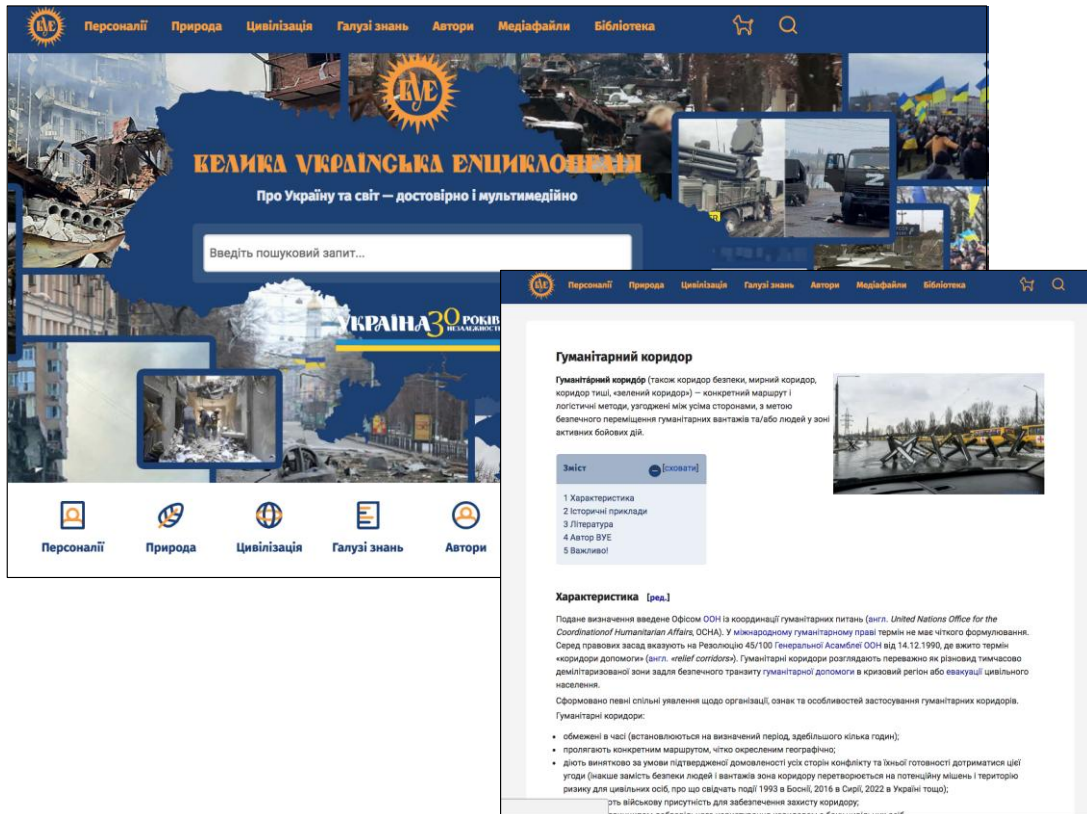 ВУЕ
Персоналії Природа Цивілізація Галузі знань Автори Медіафайли Бібліотека
ВУЕ
ВЕЛИКА УКРАЇНСЬКА ЕНЦИКЛОПЕДІЯ
Про Україну та світ — достовірно і мультимедійно
Введіть пошуковий запит...
УКРАЇНА 30 РОКІВ
НЕЗАЛЕЖНОСТІ
Персоналії Природа Цивілізація Галузі знань Автори
ВУЕ
Персоналії Природа Цивілізація Галузі знань Автори Медіафайли Бібліотека
Гуманітарний коридор
Гуманіта́рний коридо́р (також коридор безпеки, мирний коридор,
коридор тиші, «зелений коридор») — конкретний маршрут і
логістичні методи, узгоджені між усіма сторонами, з метою
безпечного переміщення гуманітарних вантажів та/або людей у зоні
активних бойових дій.
Зміст [сховати]
1 Характеристика
2 Історичні приклади
3 Література
4 Автор ВУЕ
5 Важливо!
Характеристика [ред.]
Подане визначення введене Офісом ООН із координації гуманітарних питань (англ. United Nations Office for the
Coordinationof Humanitarian Affairs, OCHA). У міжнародному гуманітарному праві термін не має чіткого формулювання.
Серед правових засад вказують на Резолюцію 45/100 Генеральної Асамблеї ООН від 14.12.1990, де вжито термін
«коридори допомоги» (англ. «relief corridors»). Гуманітарні коридори розглядають переважно як різновид тимчасово
демілітаризованої зони задля безпечного транзиту гуманітарної допомоги в кризовий регіон або евакуації цивільного
населення.
Сформовано певні спільні уявлення щодо організації, ознак та особливостей застосування гуманітарних коридорів.
Гуманітарні коридори:
• обмежені в часі (встановлюються на визначений період, здебільшого кілька годин);
• пролягають конкретним маршрутом, чітко окресленим географічно;
• діють винятково за умови підтвердженої домовленості усіх сторін конфлікту та їхньої готовності дотриматися цієї
угоди (інакше замість безпеки людей і вантажів зона коридору перетворюється на потенційну мішень і територію
ризику для цивільних осіб, про що свідчать події 1993 в Боснії, 2016 в Сирії, 2022 в Україні тощо);
ть військову присутність для забезпечення захисту коридору;